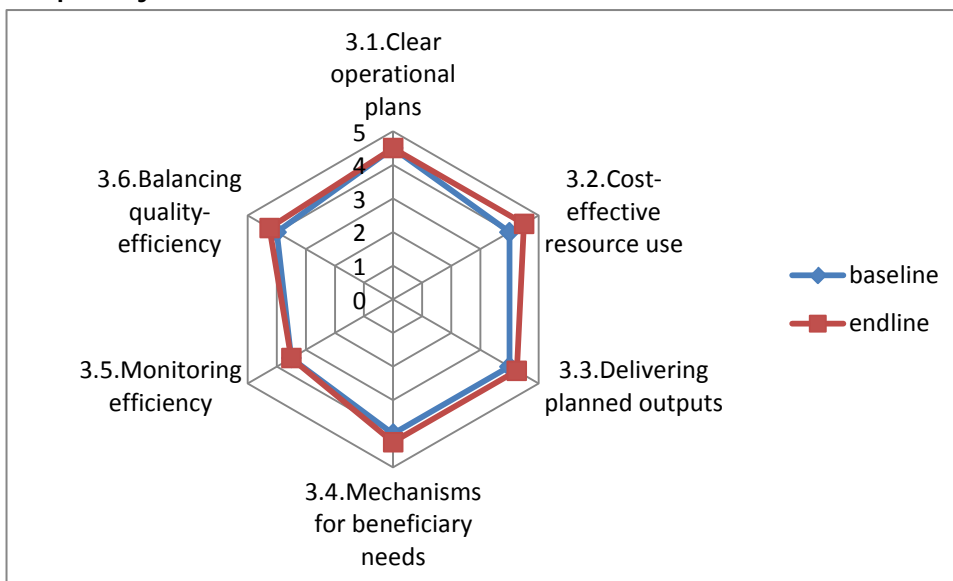 3.1.Clear
operational
plans
5
4
3
2
1
0
3.2.Cost-
effective
resource use
3.3.Delivering
planned outputs
3.4.Mechanisms
for beneficiary
needs
3.5.Monitoring
efficiency
3.6.Balancing
quality-
efficiency
baseline
endline